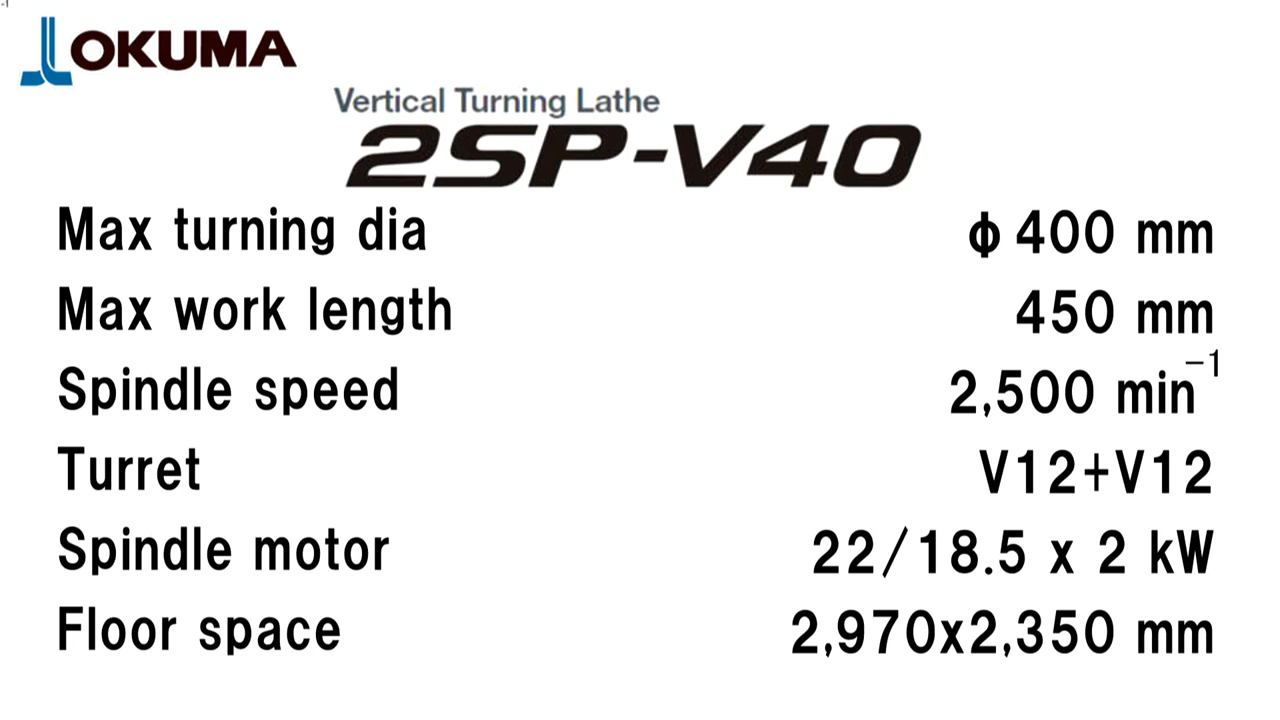 -1
OKUMA
Vertical Turning Lathe
2SP-V40
Max turning dia φ400 mm
Max work length 450 mm
Spindle speed 2,500 min⁻¹
Turret V12+V12
Spindle motor 22/18.5 x 2 kW
Floor space 2,970x2,350 mm